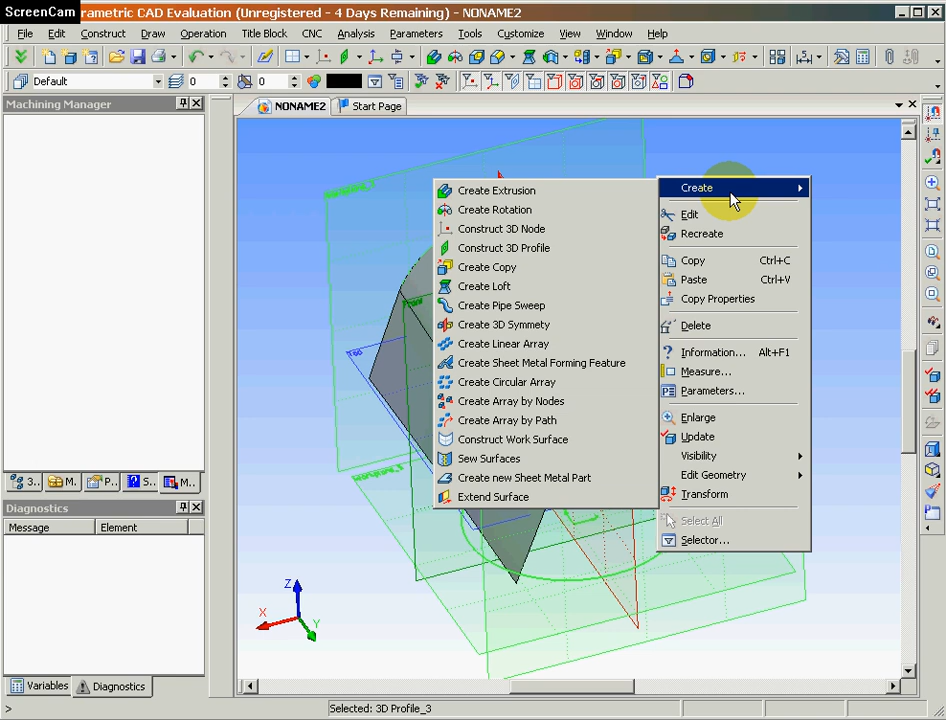 ScreenCam
rametric CAD Evaluation (Unregistered - 4 Days Remaining) - NONAME2
File Edit Construct Draw Operation Title Block CNC Analysis Parameters Tools Customize View Window Help
Default 0 0
Machining Manager
NONAME2 Start Page
Create
Edit
Recreate
Copy Ctrl+C
Paste Ctrl+V
Copy Properties
Delete
Information... Alt+F1
Measure...
Parameters...
Enlarge
Update
Visibility
Edit Geometry
Transform
Select All
Selector...
Create Extrusion
Create Rotation
Construct 3D Node
Construct 3D Profile
Create Copy
Create Loft
Create Pipe Sweep
Create 3D Symmetry
Create Linear Array
Create Sheet Metal Forming Feature
Create Circular Array
Create Array by Nodes
Create Array by Path
Construct Work Surface
Sew Surfaces
Create new Sheet Metal Part
Extend Surface
3... M... P... S... M...
Diagnostics
Message Element
Z
X
Y
Variables Diagnostics
> Selected: 3D Profile_3